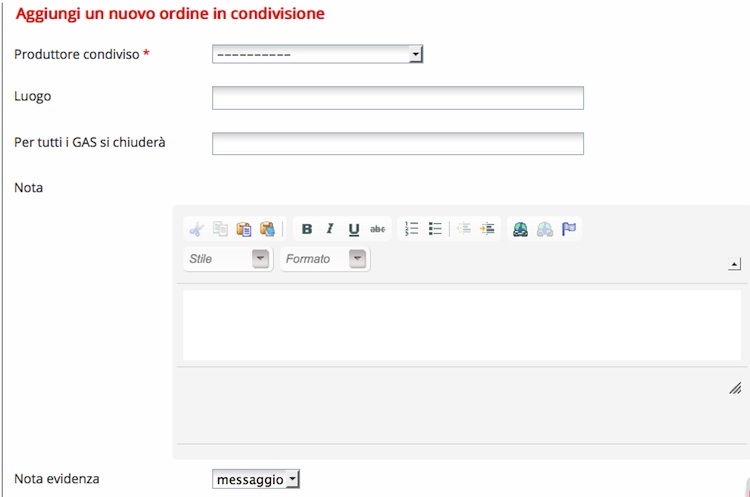 Aggiungi un nuovo ordine in condivisione
Produttore condiviso * ----------
Luogo
Per tutti i GAS si chiuderà
Nota
B I U abc
Stile Formato
Nota evidenza messaggio